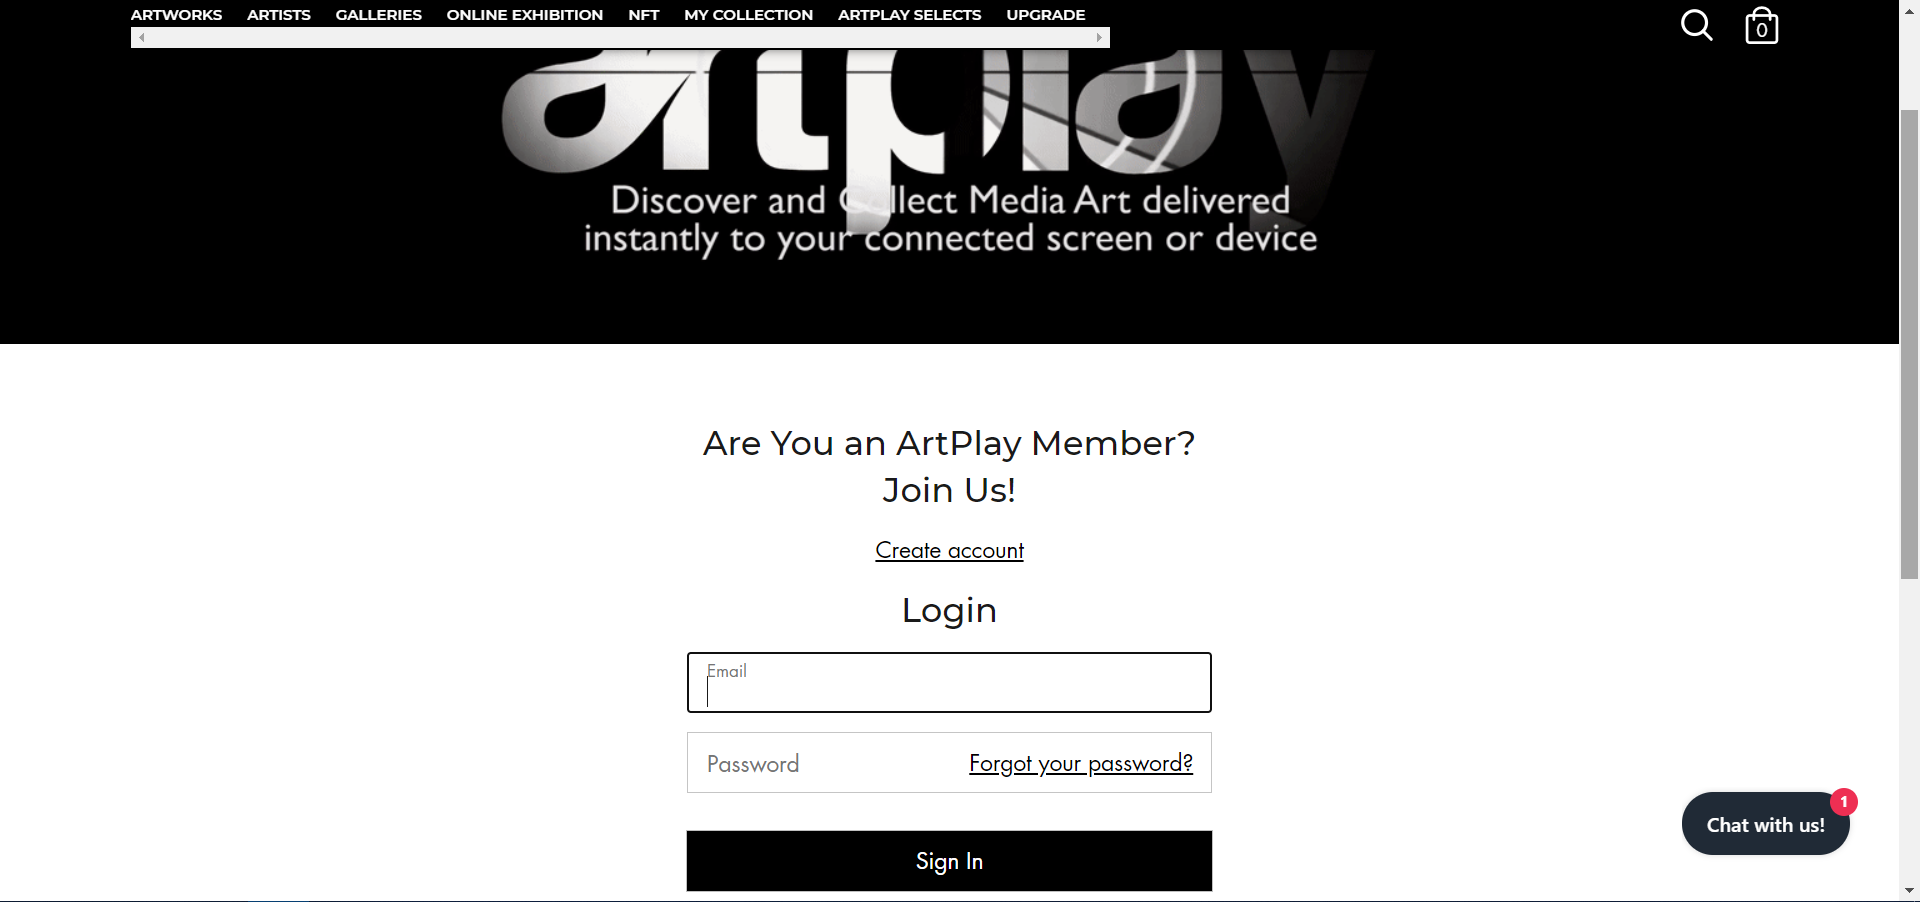 ARTWORKS ARTISTS GALLERIES ONLINE EXHIBITION NFT MY COLLECTION ARTPLAY SELECTS UPGRADE
0
artplay
Discover and Collect Media Art delivered
instantly to your connected screen or device
Are You an ArtPlay Member?
Join Us!
Create account
Login
Email
Password Forgot your password?
1
Chat with us!
Sign In